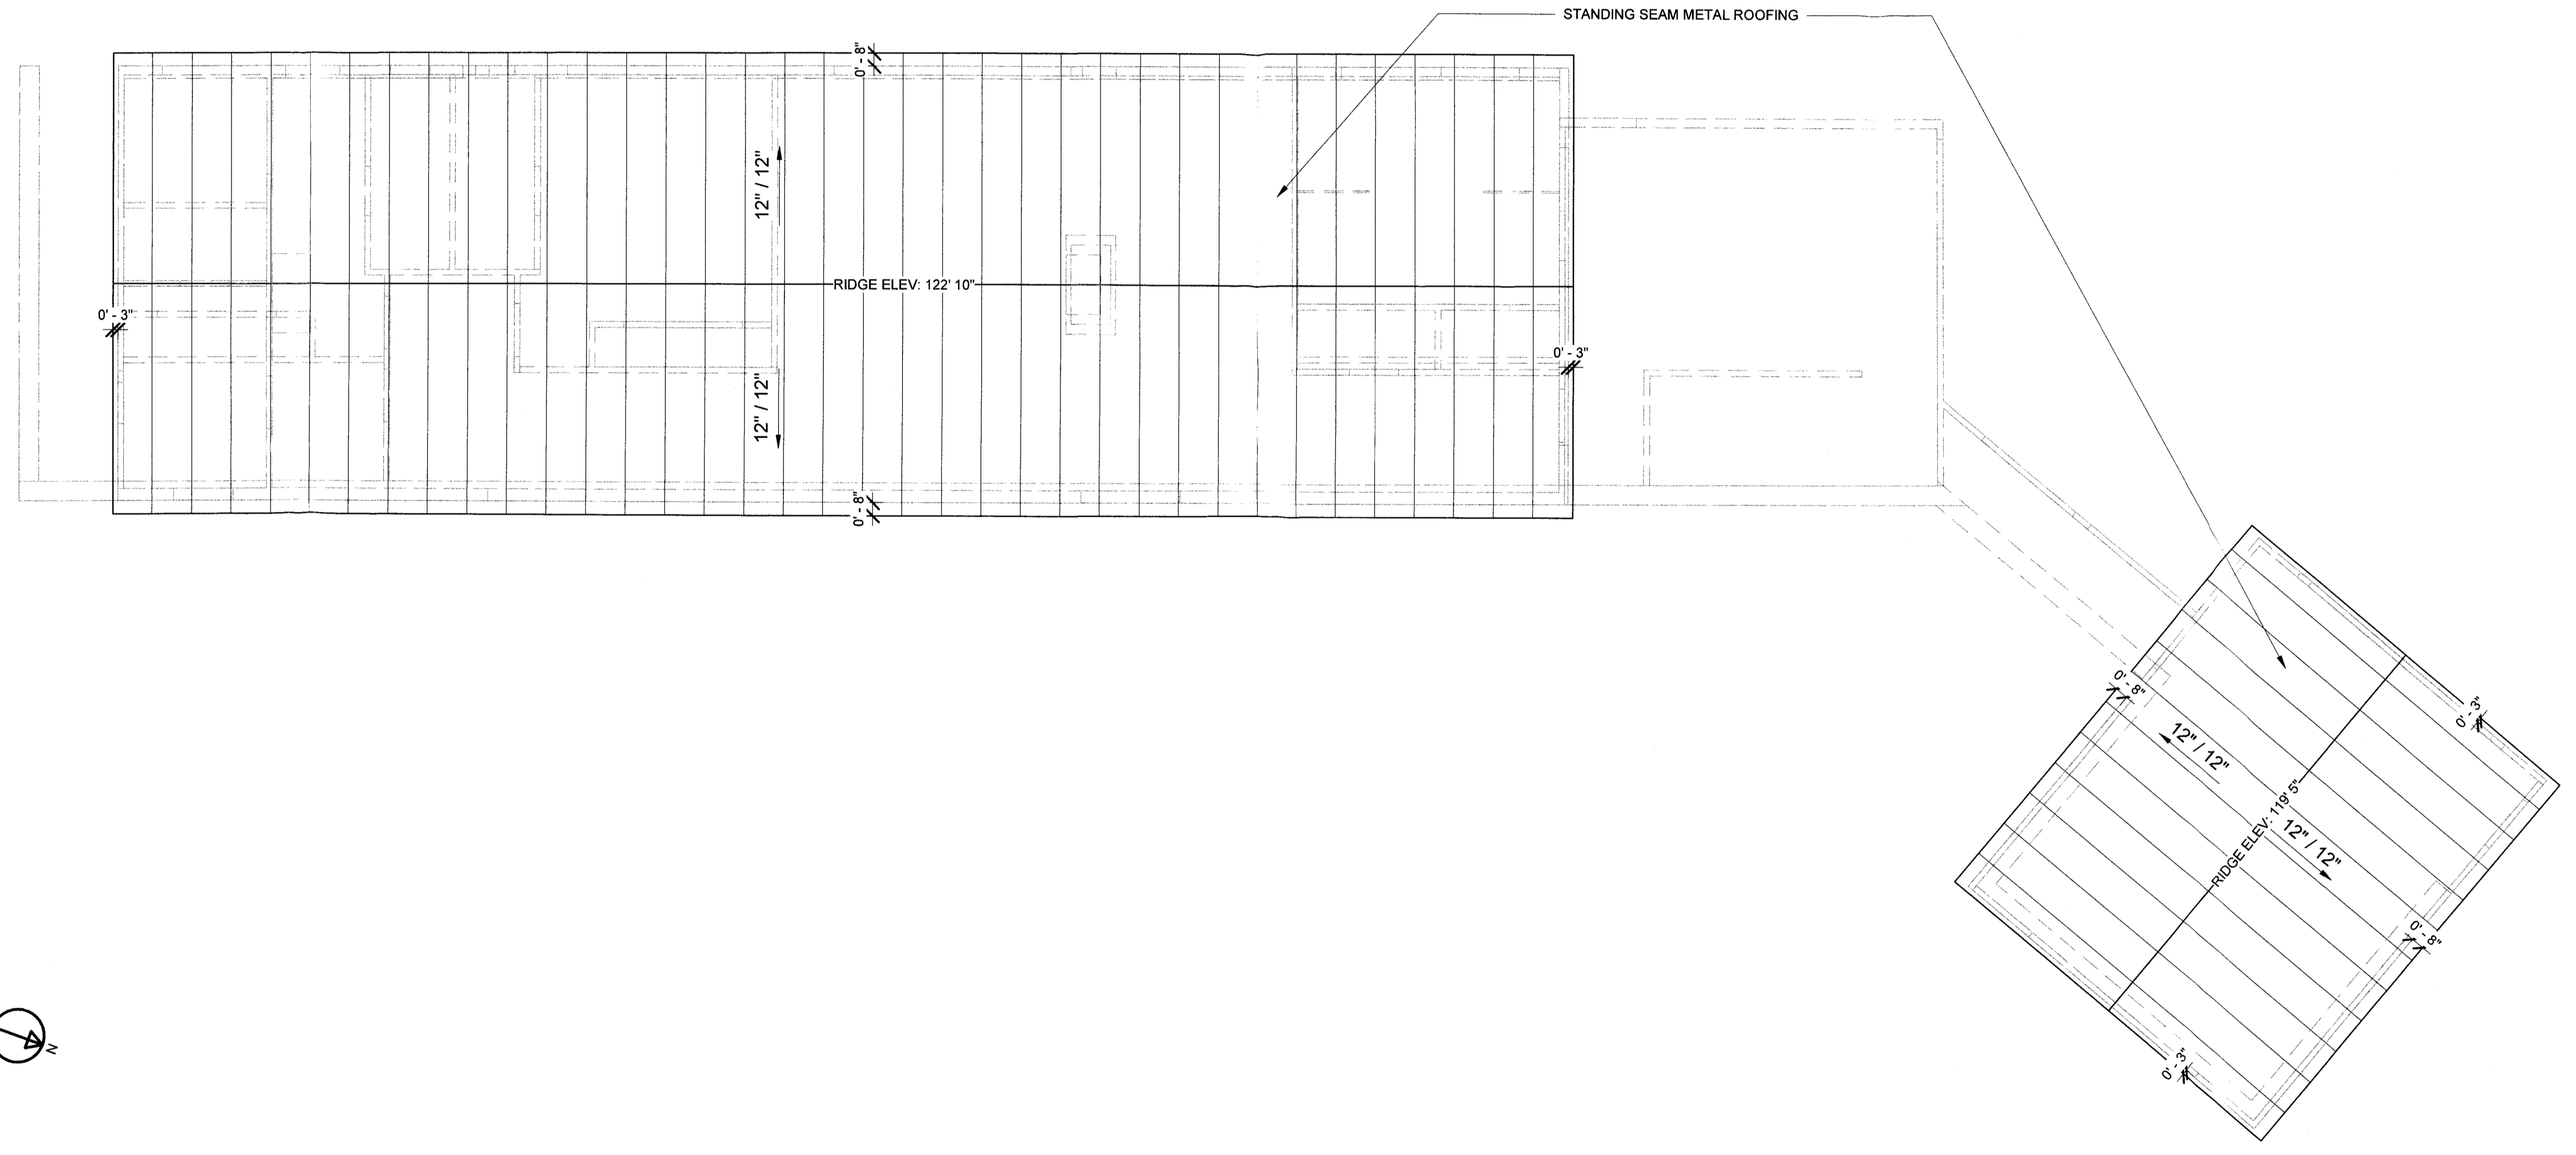 STANDING SEAM METAL ROOFING
0' - 8"
12" / 12"
RIDGE ELEV: 122' 10"
0' - 3"
0' - 3"
12" / 12"
0' - 8"
0' - 8"
0' - 3"
12" / 12"
RIDGE ELEV: 119' 5"
12" / 12"
0' - 8"
0' - 3"
N